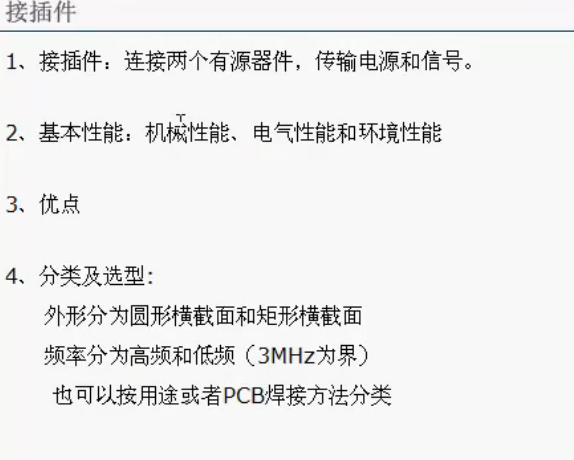 接插件
1、接插件：连接两个有源器件，传输电源和信号。
2、基本性能：机械性能、电气性能和环境性能
3、优点
4、分类及选型：
外形分为圆形横截面和矩形横截面
频率分为高频和低频（3MHz为界）
也可以按用途或者PCB焊接方法分类